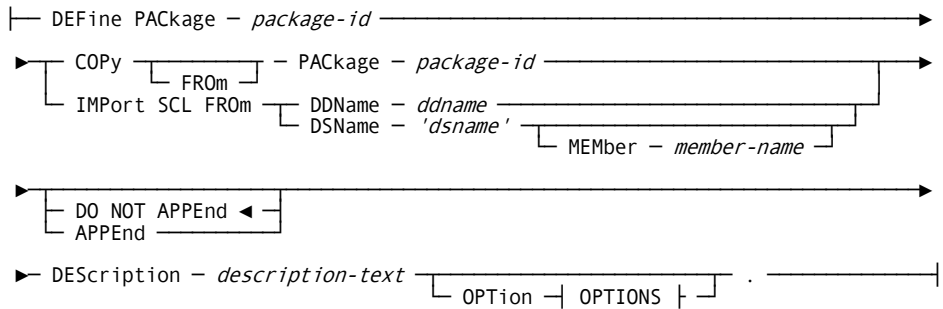 DEFine PACkage — package-id
COPy FROm — PACkage — package-id
IMPort SCL FROm DDName — ddname
DSName — 'dsname' MEMber — member-name
DO NOT APPEnd ◄
APPEnd
DEScription — description-text OPTion OPTIONS .